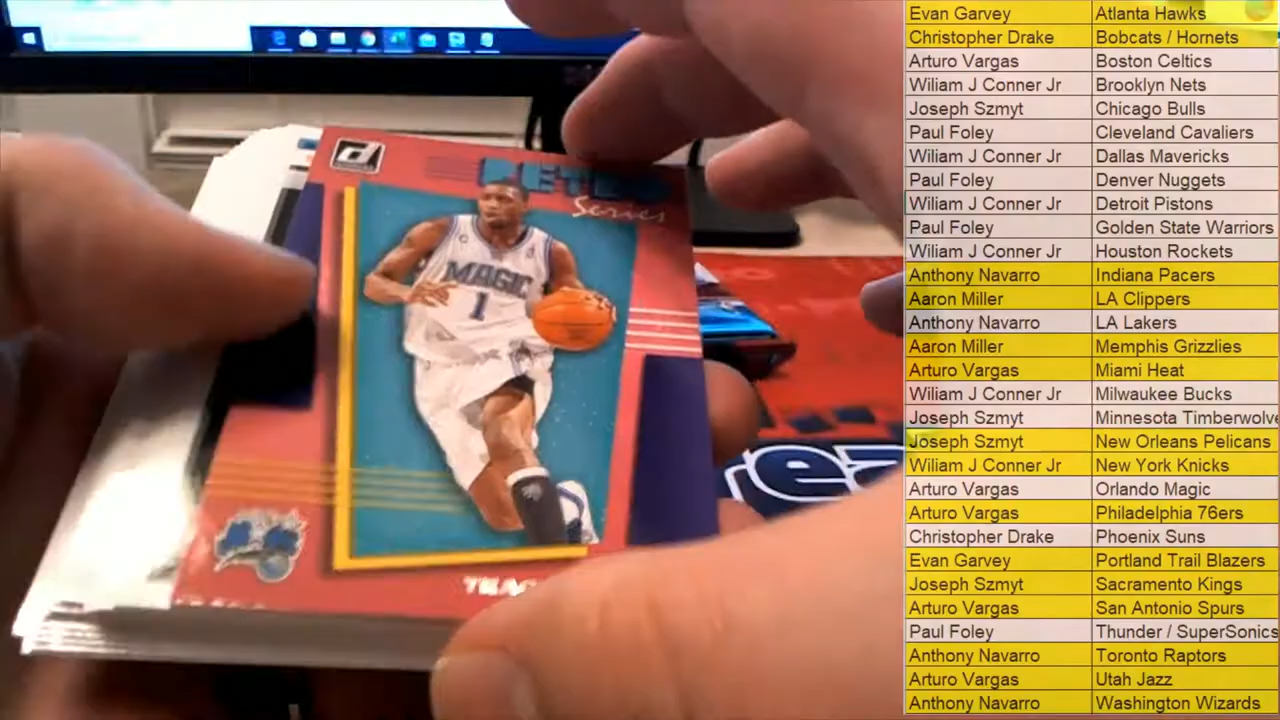 RETRO
Series
MAGIC
1
TRAC
rea
Evan Garvey Atlanta Hawks
Christopher Drake Bobcats / Hornets
Arturo Vargas Boston Celtics
Wiliam J Conner Jr Brooklyn Nets
Joseph Szmyt Chicago Bulls
Paul Foley Cleveland Cavaliers
Wiliam J Conner Jr Dallas Mavericks
Paul Foley Denver Nuggets
Wiliam J Conner Jr Detroit Pistons
Paul Foley Golden State Warriors
Wiliam J Conner Jr Houston Rockets
Anthony Navarro Indiana Pacers
Aaron Miller LA Clippers
Anthony Navarro LA Lakers
Aaron Miller Memphis Grizzlies
Arturo Vargas Miami Heat
Wiliam J Conner Jr Milwaukee Bucks
Joseph Szmyt Minnesota Timberwolve
Joseph Szmyt New Orleans Pelicans
Wiliam J Conner Jr New York Knicks
Arturo Vargas Orlando Magic
Arturo Vargas Philadelphia 76ers
Christopher Drake Phoenix Suns
Evan Garvey Portland Trail Blazers
Joseph Szmyt Sacramento Kings
Arturo Vargas San Antonio Spurs
Paul Foley Thunder / SuperSonics
Anthony Navarro Toronto Raptors
Arturo Vargas Utah Jazz
Anthony Navarro Washington Wizards